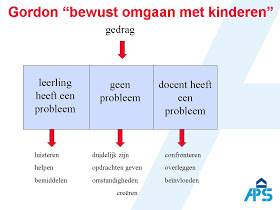 Gordon “bewust omgaan met kinderen”
gedrag
leerling
heeft een
probleem
geen
probleem
docent heeft
een
probleem
luisteren
helpen
bemiddelen
duidelijk zijn
opdrachten geven
omstandigheden
creëren
confronteren
overleggen
beïnvloeden
APS